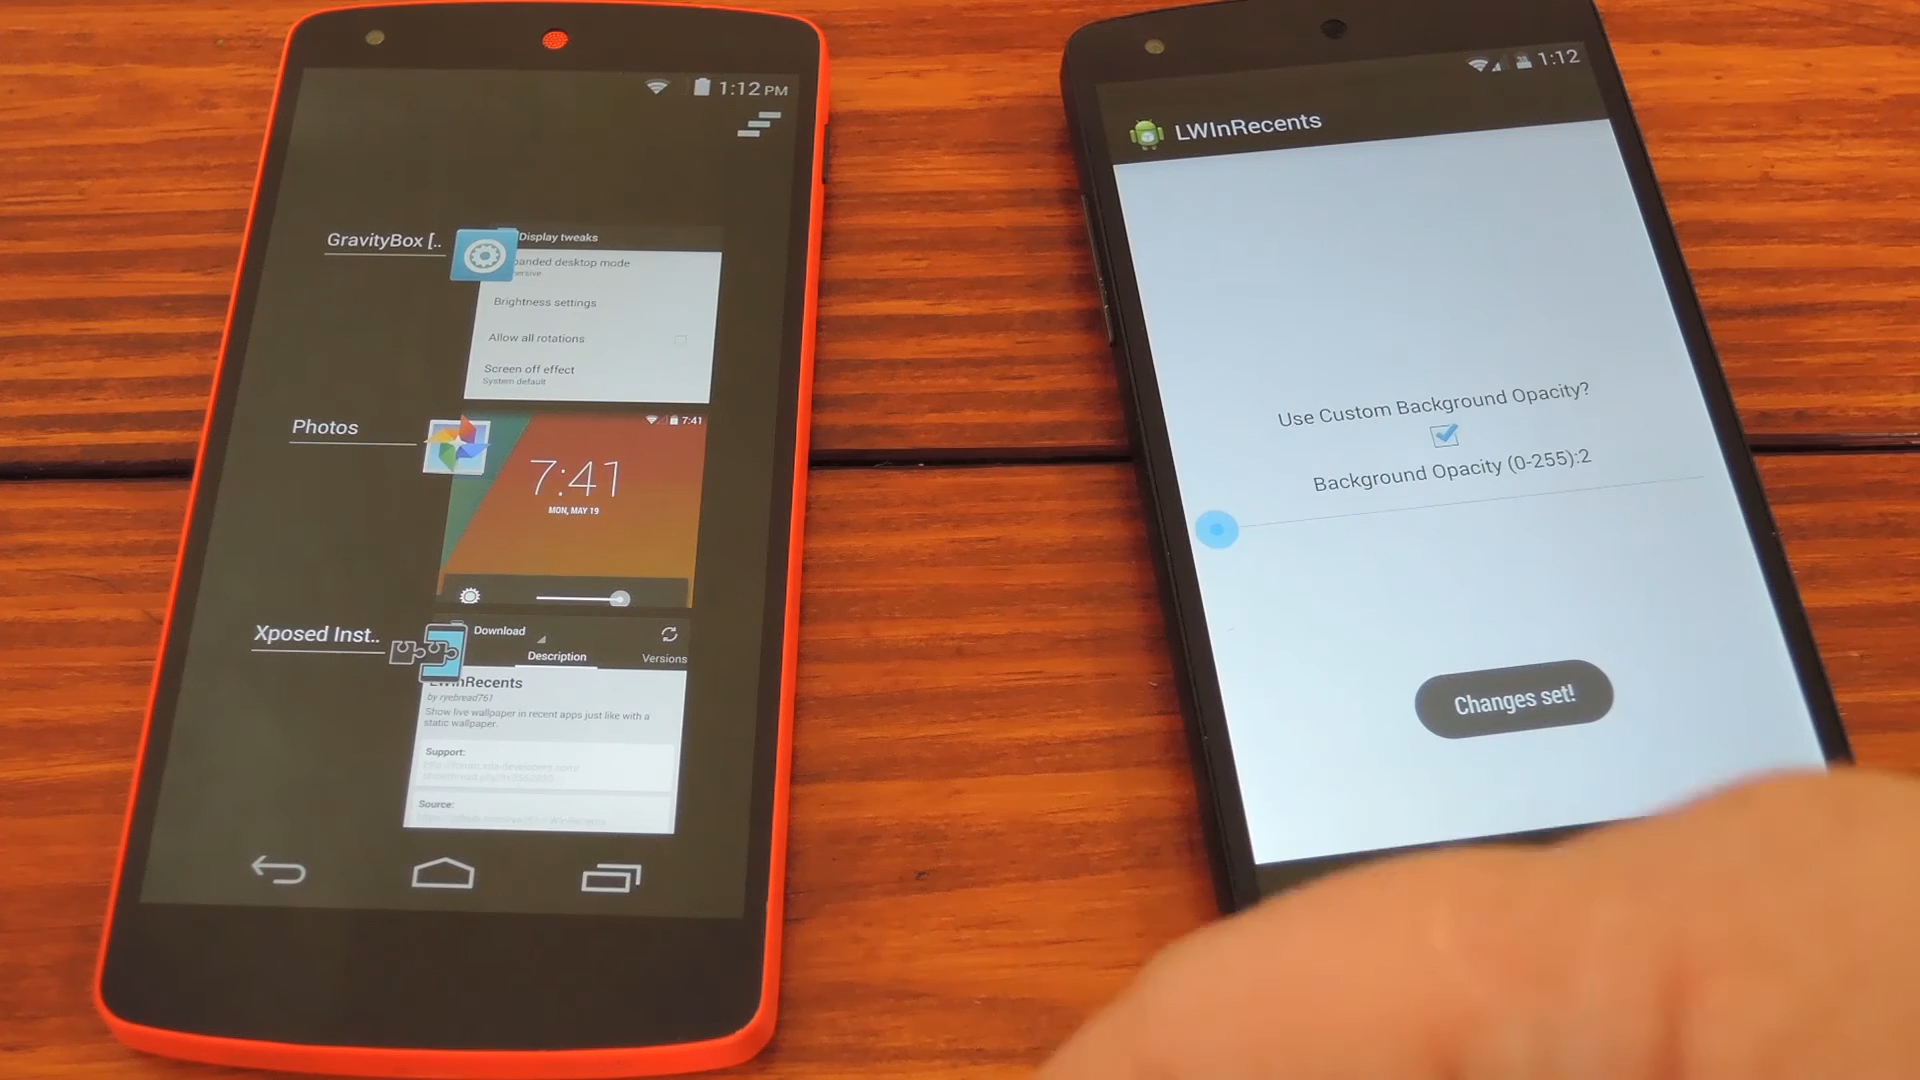 1:12 PM
GravityBox [..
Display tweaks
Brightness settings
Allow all rotations
Screen off effect
System default
Photos
7:41
7:41
MON, MAY 19
Xposed Inst..
Download
Description
Versions
LWinRecents
by ryebread761
Show live wallpaper in recent apps just like with a
static wallpaper.
Support:
Source:
1:12
LWInRecents
Use Custom Background Opacity?
Background Opacity (0-255):2
Changes set!